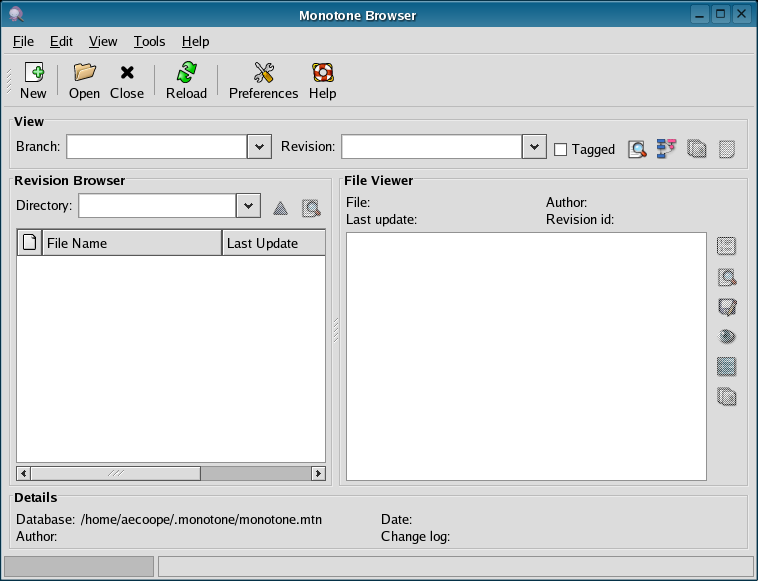 Monotone Browser
File Edit View Tools Help
New Open Close Reload Preferences Help
View
Branch: Revision: Tagged
Revision Browser
Directory:
File Name Last Update
File Viewer
File: Author:
Last update: Revision id:
Details
Database: /home/aecoope/.monotone/monotone.mtn Date:
Author: Change log: